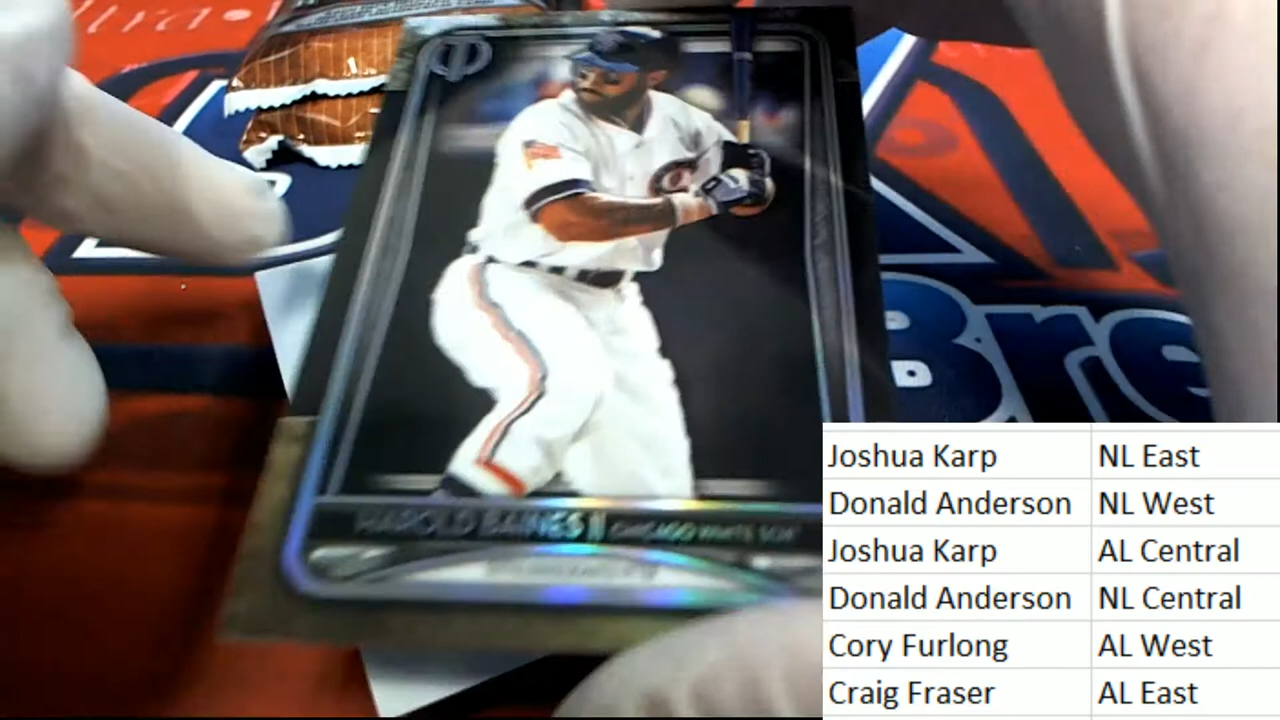 HAROLD BAINES || CHICAGO WHITE SOX
Bre
Joshua Karp NL East
Donald Anderson NL West
Joshua Karp AL Central
Donald Anderson NL Central
Cory Furlong AL West
Craig Fraser AL East